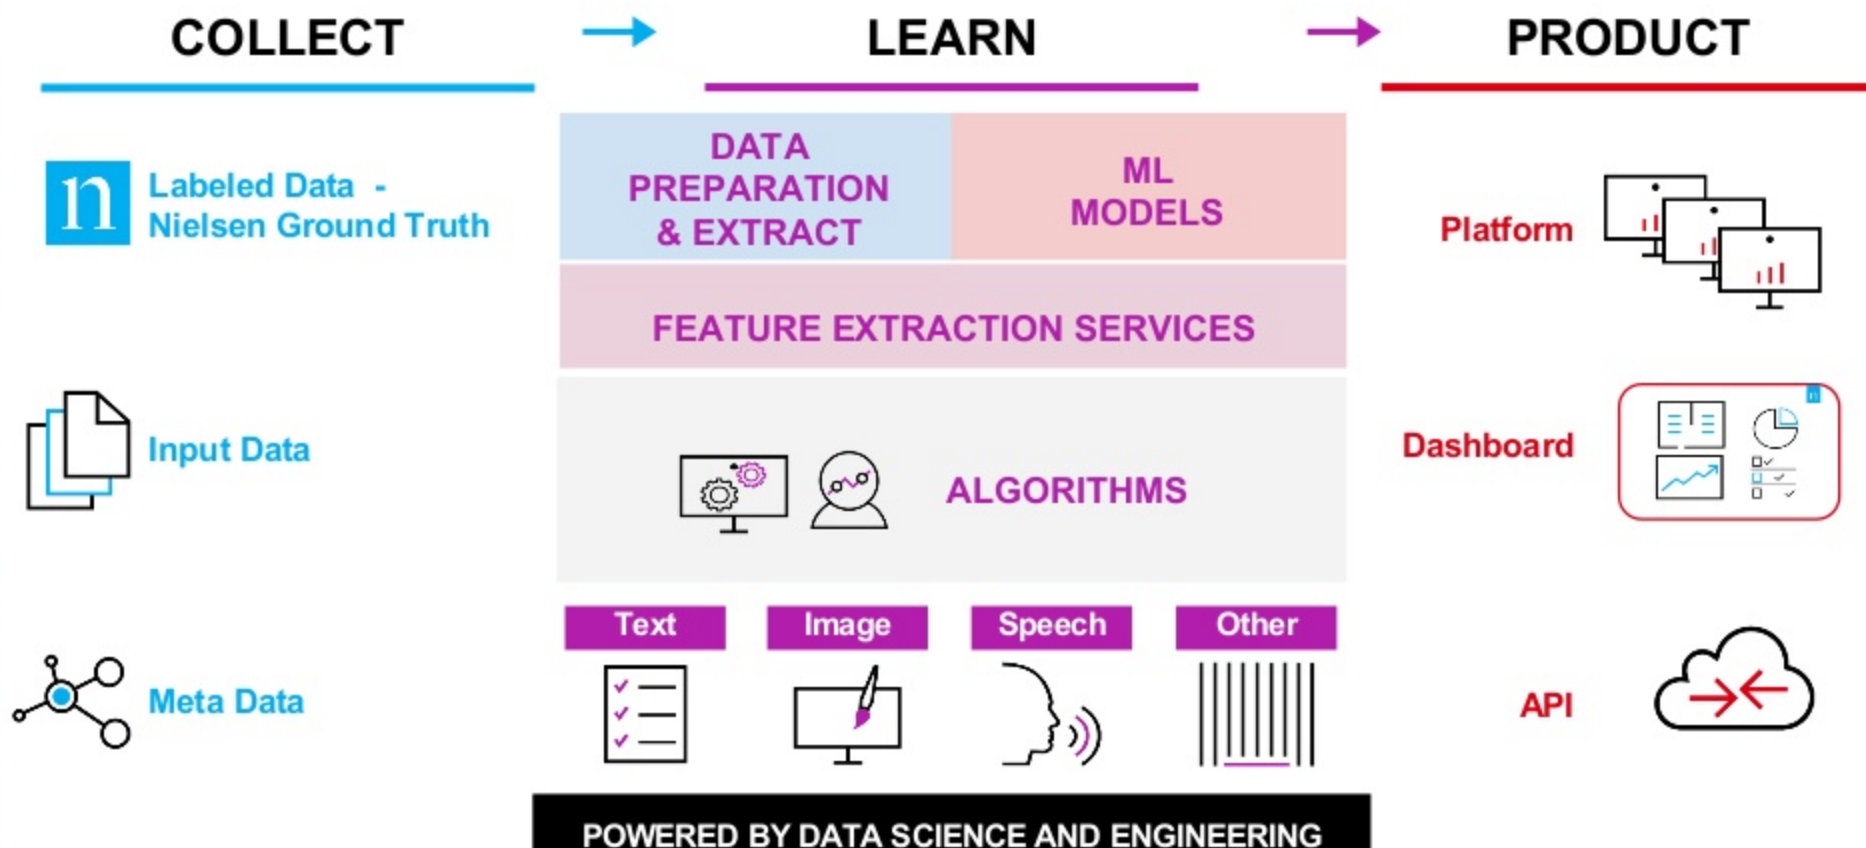 COLLECT
LEARN
PRODUCT
n
Labeled Data -
Nielsen Ground Truth
Input Data
Meta Data
DATA
PREPARATION
& EXTRACT
ML
MODELS
FEATURE EXTRACTION SERVICES
ALGORITHMS
Text
Image
Speech
Other
POWERED BY DATA SCIENCE AND ENGINEERING
Platform
Dashboard
n
API